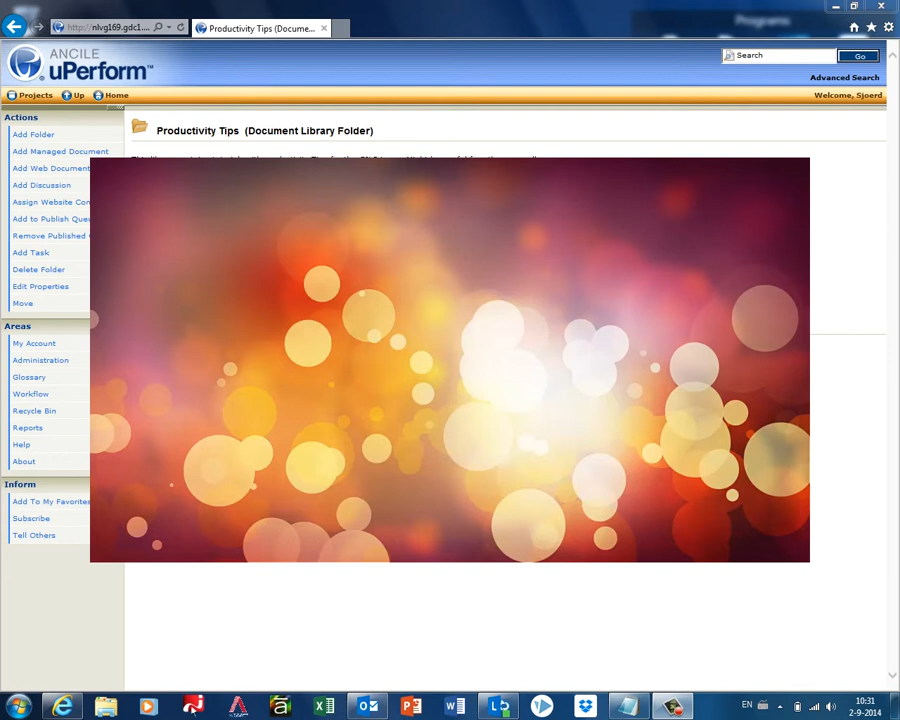 http://nlvg169.gdc1....
Productivity Tips (Docume...
Programs
ANCILE
uPerform™
Search
Go
Advanced Search
Projects
Up
Home
Welcome, Sjoerd
Actions
Add Folder
Add Managed Document
Add Web Document
Add Discussion
Assign Website Con
Add to Publish Que
Remove Published
Add Task
Delete Folder
Edit Properties
Move
Areas
My Account
Administration
Glossary
Workflow
Recycle Bin
Reports
Help
About
Inform
Add To My Favorites
Subscribe
Tell Others
Productivity Tips (Document Library Folder)
EN
10:31
2-9-2014